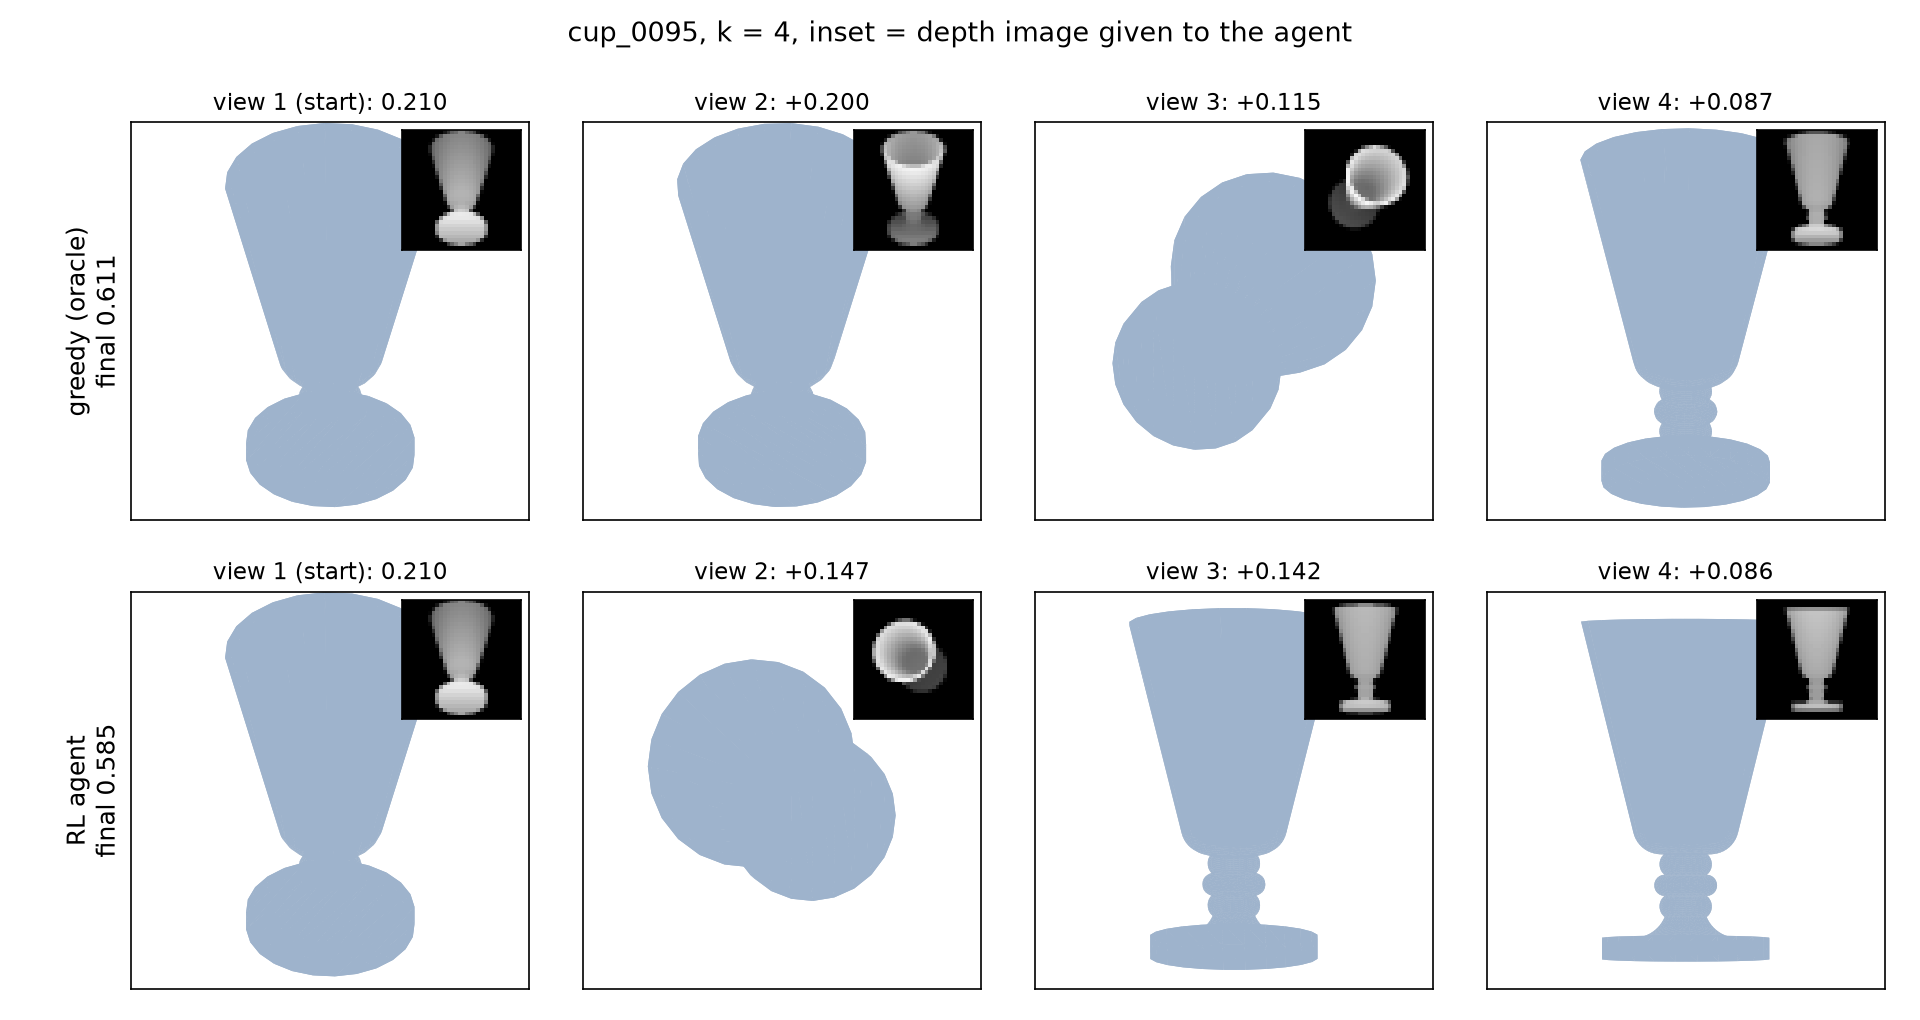 cup_0095, k = 4, inset = depth image given to the agent
view 1 (start): 0.210
view 2: +0.200
view 3: +0.115
view 4: +0.087
greedy (oracle)
final 0.611
view 1 (start): 0.210
view 2: +0.147
view 3: +0.142
view 4: +0.086
RL agent
final 0.585